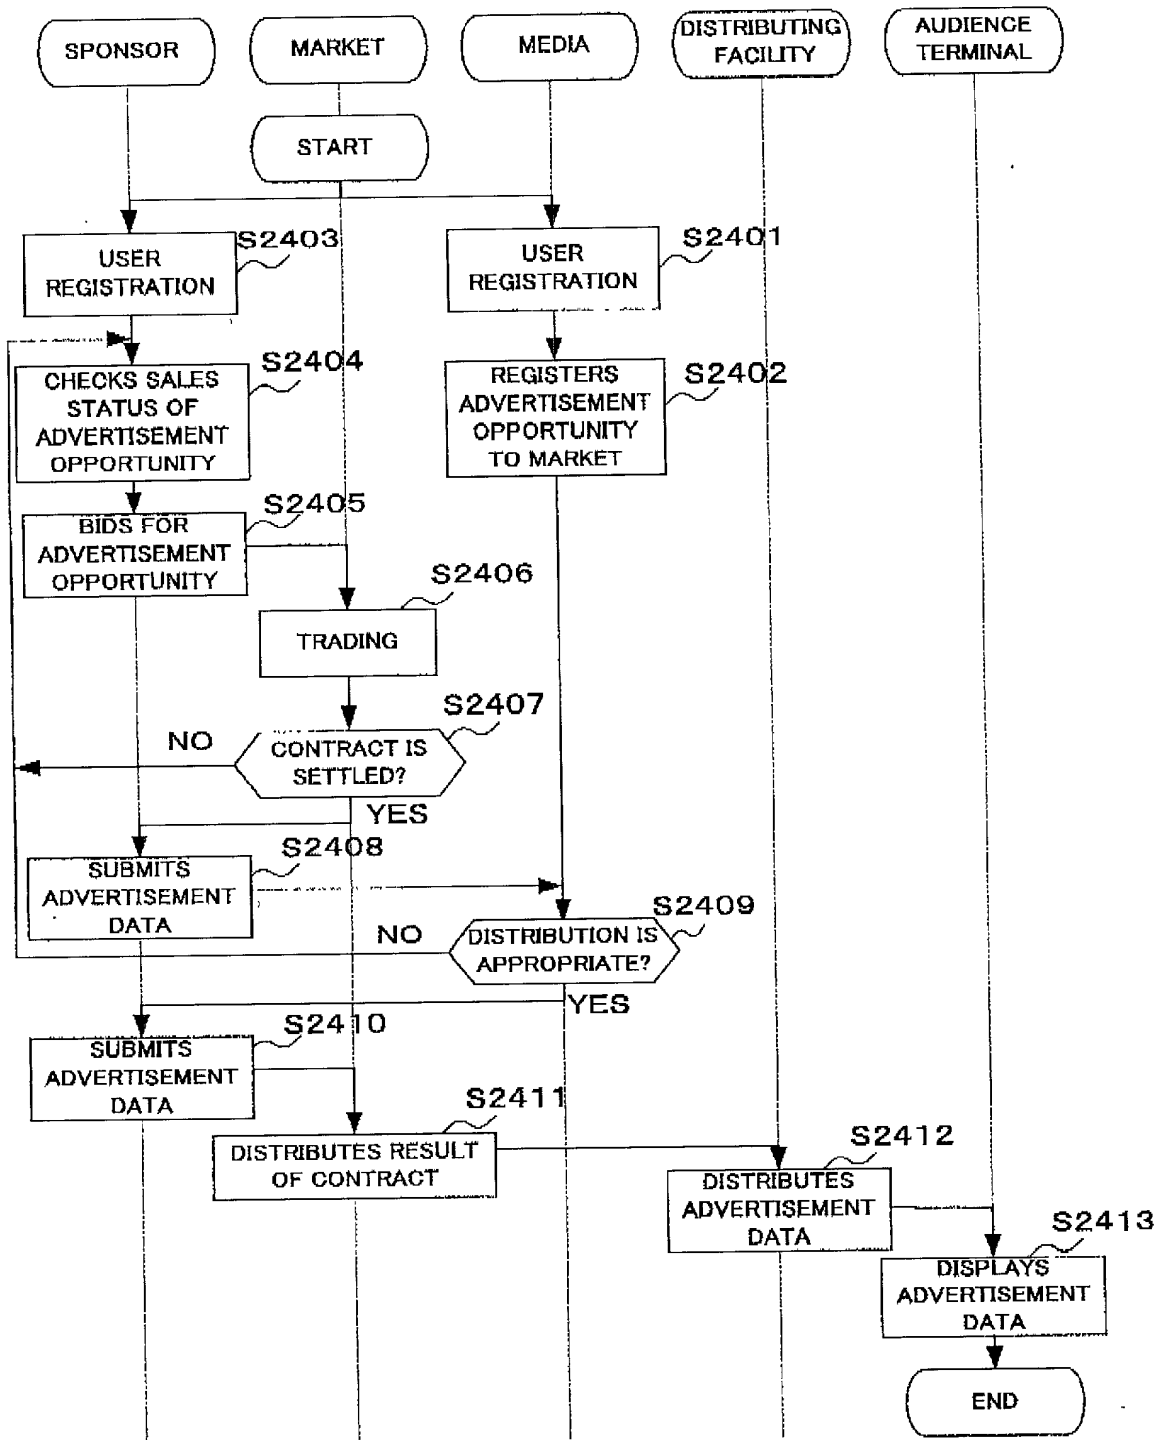 SPONSOR
MARKET
MEDIA
DISTRIBUTING
FACILITY
AUDIENCE
TERMINAL
START
S2403
USER
REGISTRATION
S2401
USER
REGISTRATION
S2404
CHECKS SALES
STATUS OF
ADVERTISEMENT
OPPORTUNITY
S2402
REGISTERS
ADVERTISEMENT
OPPORTUNITY
TO MARKET
S2405
BIDS FOR
ADVERTISEMENT
OPPORTUNITY
S2406
TRADING
S2407
CONTRACT IS
SETTLED?
NO
YES
S2408
SUBMITS
ADVERTISEMENT
DATA
S2409
DISTRIBUTION IS
APPROPRIATE?
NO
YES
S2410
SUBMITS
ADVERTISEMENT
DATA
S2411
DISTRIBUTES RESULT
OF CONTRACT
S2412
DISTRIBUTES
ADVERTISEMENT
DATA
S2413
DISPLAYS
ADVERTISEMENT
DATA
END